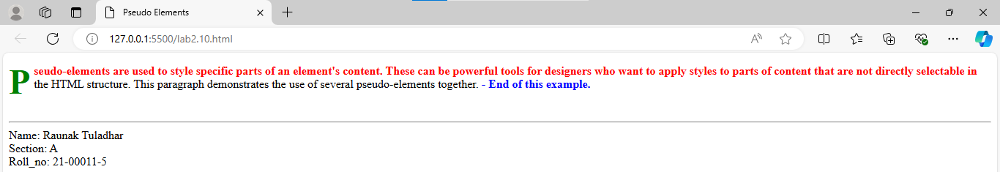 Pseudo Elements
127.0.0.1:5500/lab2.10.html
Pseudo-elements are used to style specific parts of an element's content. These can be powerful tools for designers who want to apply styles to parts of content that are not directly selectable in
the HTML structure. This paragraph demonstrates the use of several pseudo-elements together. - End of this example.
Name: Raunak Tuladhar
Section: A
Roll_no: 21-00011-5